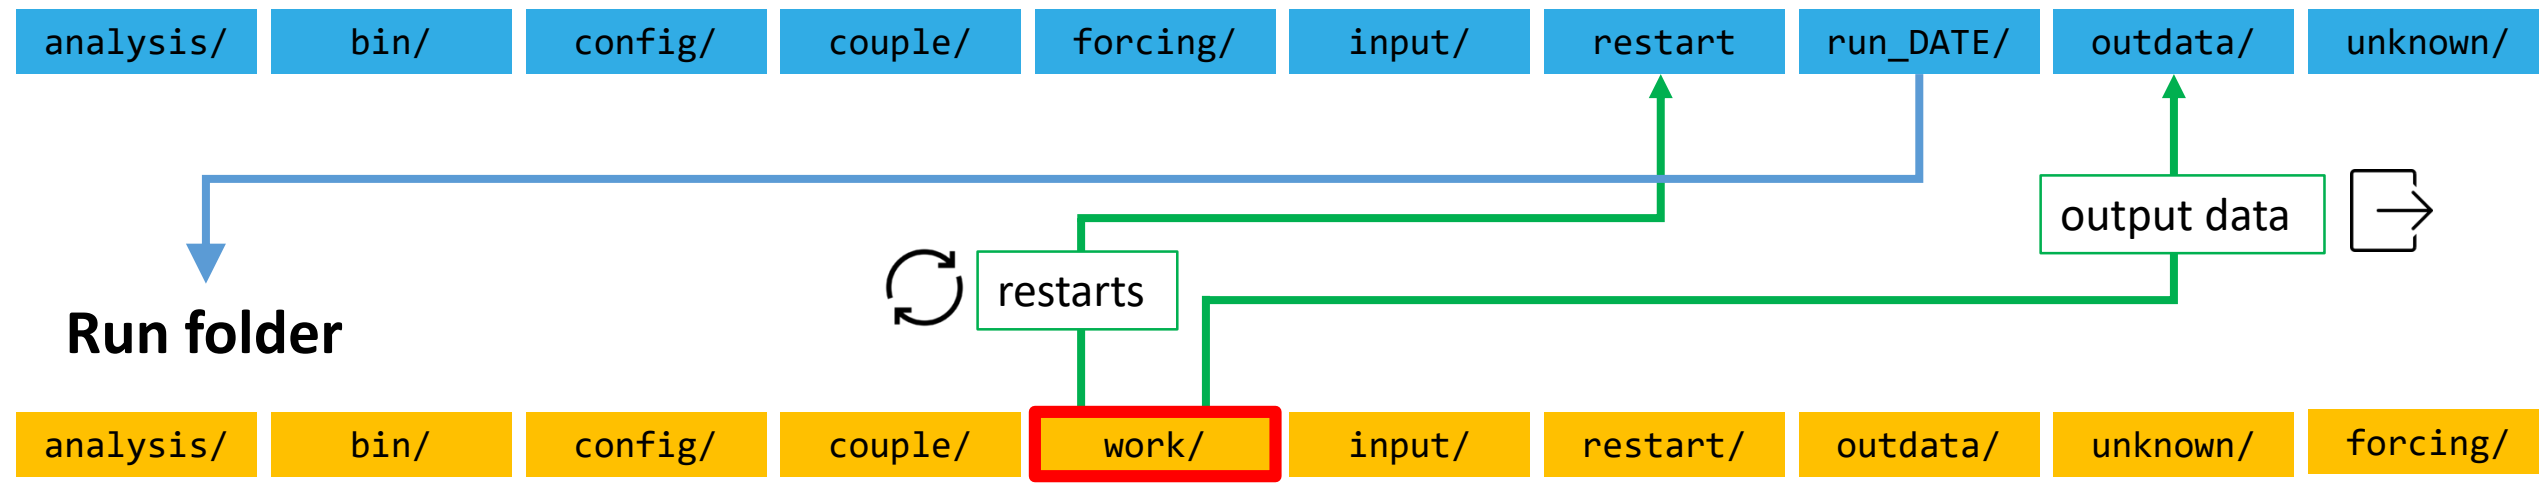 analysis/ bin/ config/ couple/ forcing/ input/ restart run_DATE/ outdata/ unknown/
output data
restarts
Run folder
analysis/ bin/ config/ couple/ work/ input/ restart/ outdata/ unknown/ forcing/